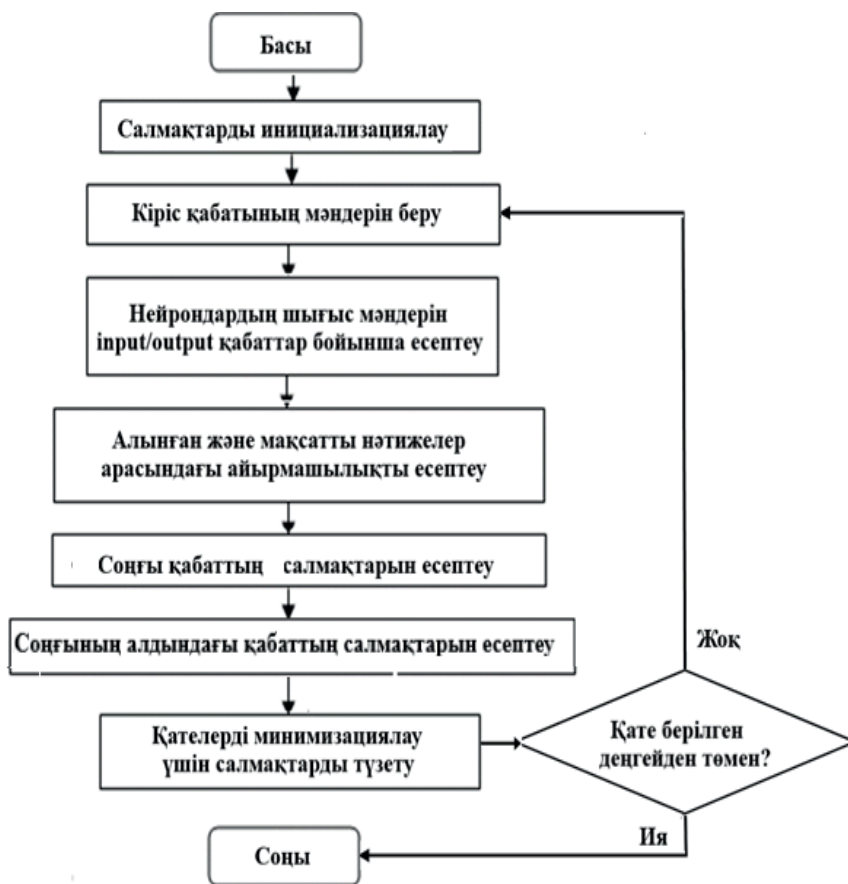 Басы
Салмақтарды инициализациялау
Кіріс қабатының мәндерін беру
Нейрондардың шығыс мәндерін
input/output қабаттар бойынша есептеу
Алынған және мақсатты нәтижелер
арасындағы айырмашылықты есептеу
Соңғы қабаттың салмақтарын есептеу
Соңғының алдындағы қабаттың салмақтарын есептеу
Қателерді минимизациялау
үшін салмақтарды түзету
Қате берілген
деңгейден төмен?
Жоқ
Ия
Соңы